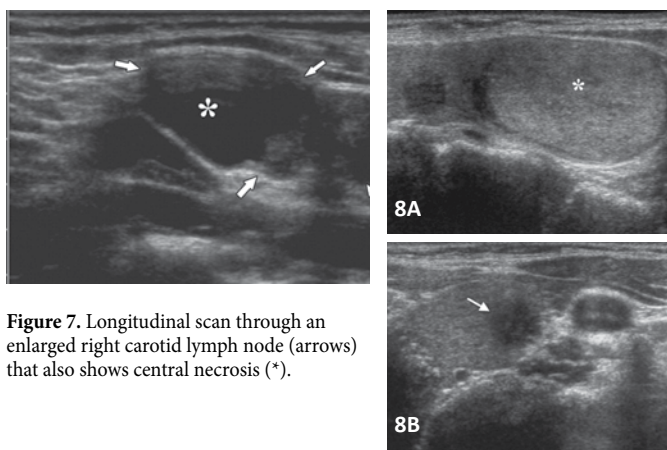 *
*
8A
8B
Figure 7. Longitudinal scan through an
enlarged right carotid lymph node (arrows)
that also shows central necrosis (*).